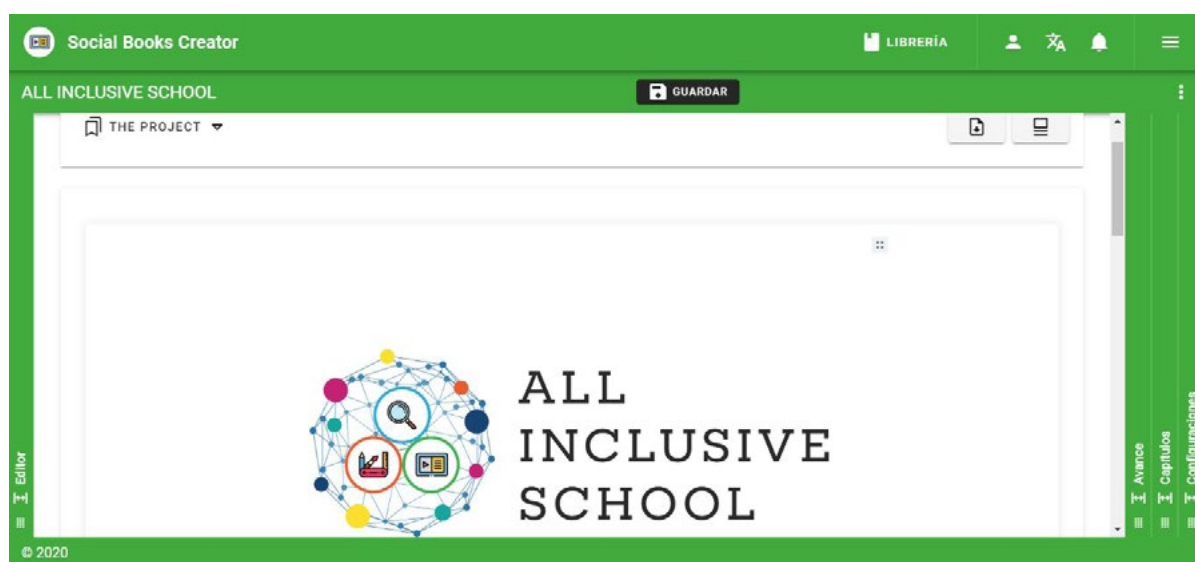 Social Books Creator
LIBRERÍA
ALL INCLUSIVE SCHOOL
GUARDAR
THE PROJECT
ALL
INCLUSIVE
SCHOOL
Editor
Avance
Capítulos
Configuraciones
© 2020